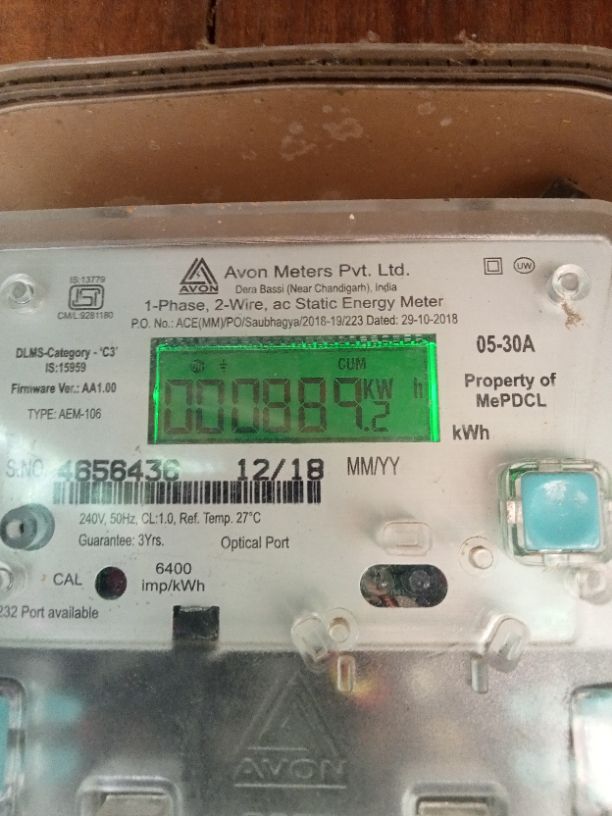 IS:13779
CM/L:9281180
AVON
Avon Meters Pvt. Ltd.
Dera Bassi (Near Chandigarh), India
UW
1-Phase, 2-Wire, ac Static Energy Meter
P.O. No.: ACE(MM)/PO/Saubhagya/2018-19/223 Dated: 29-10-2018
DLMS-Category - 'C3'
IS:15959
Firmware Ver.: AA1.00
TYPE: AEM-106
CUM
000889.2 KW h
05-30A
Property of
MePDCL
kWh
S.NO. 4656436 12/18 MM/YY
240V, 50Hz, CL:1.0, Ref. Temp. 27°C
Guarantee: 3Yrs. Optical Port
CAL
6400
imp/kWh
232 Port available
AVON